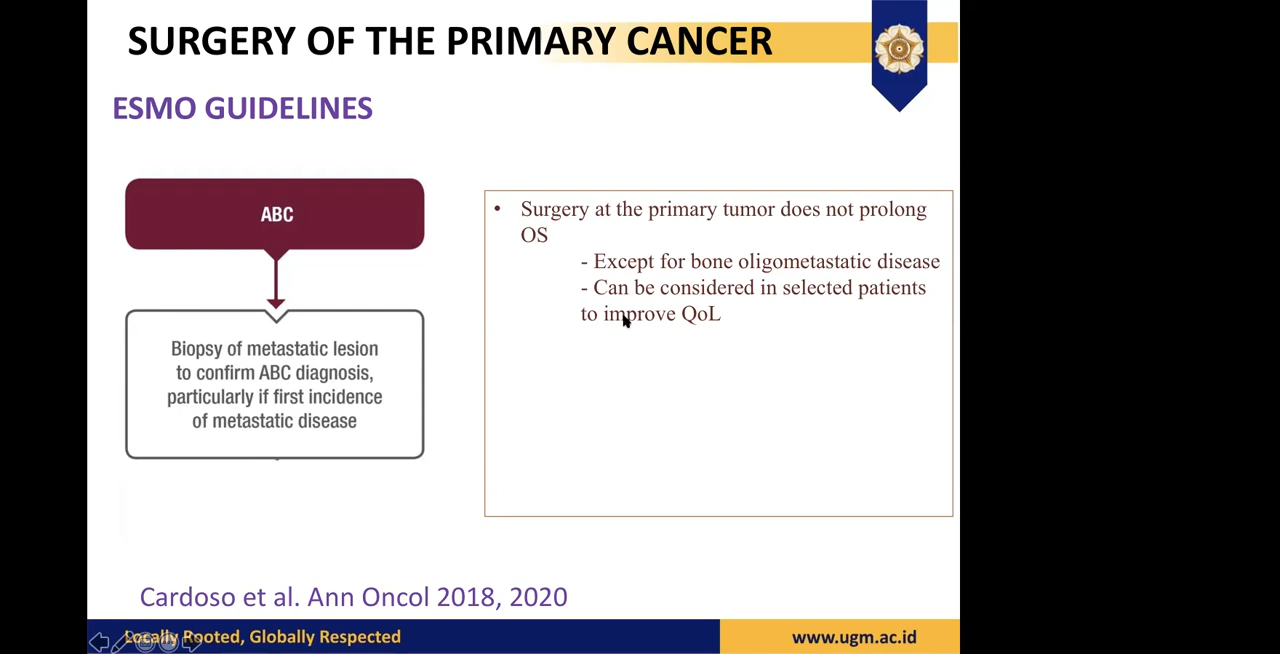 SURGERY OF THE PRIMARY CANCER
ESMO GUIDELINES
ABC
Biopsy of metastatic lesion
to confirm ABC diagnosis,
particularly if first incidence
of metastatic disease
• Surgery at the primary tumor does not prolong
OS
- Except for bone oligometastatic disease
- Can be considered in selected patients
to improve QoL
Cardoso et al. Ann Oncol 2018, 2020
Locally Rooted, Globally Respected
www.ugm.ac.id